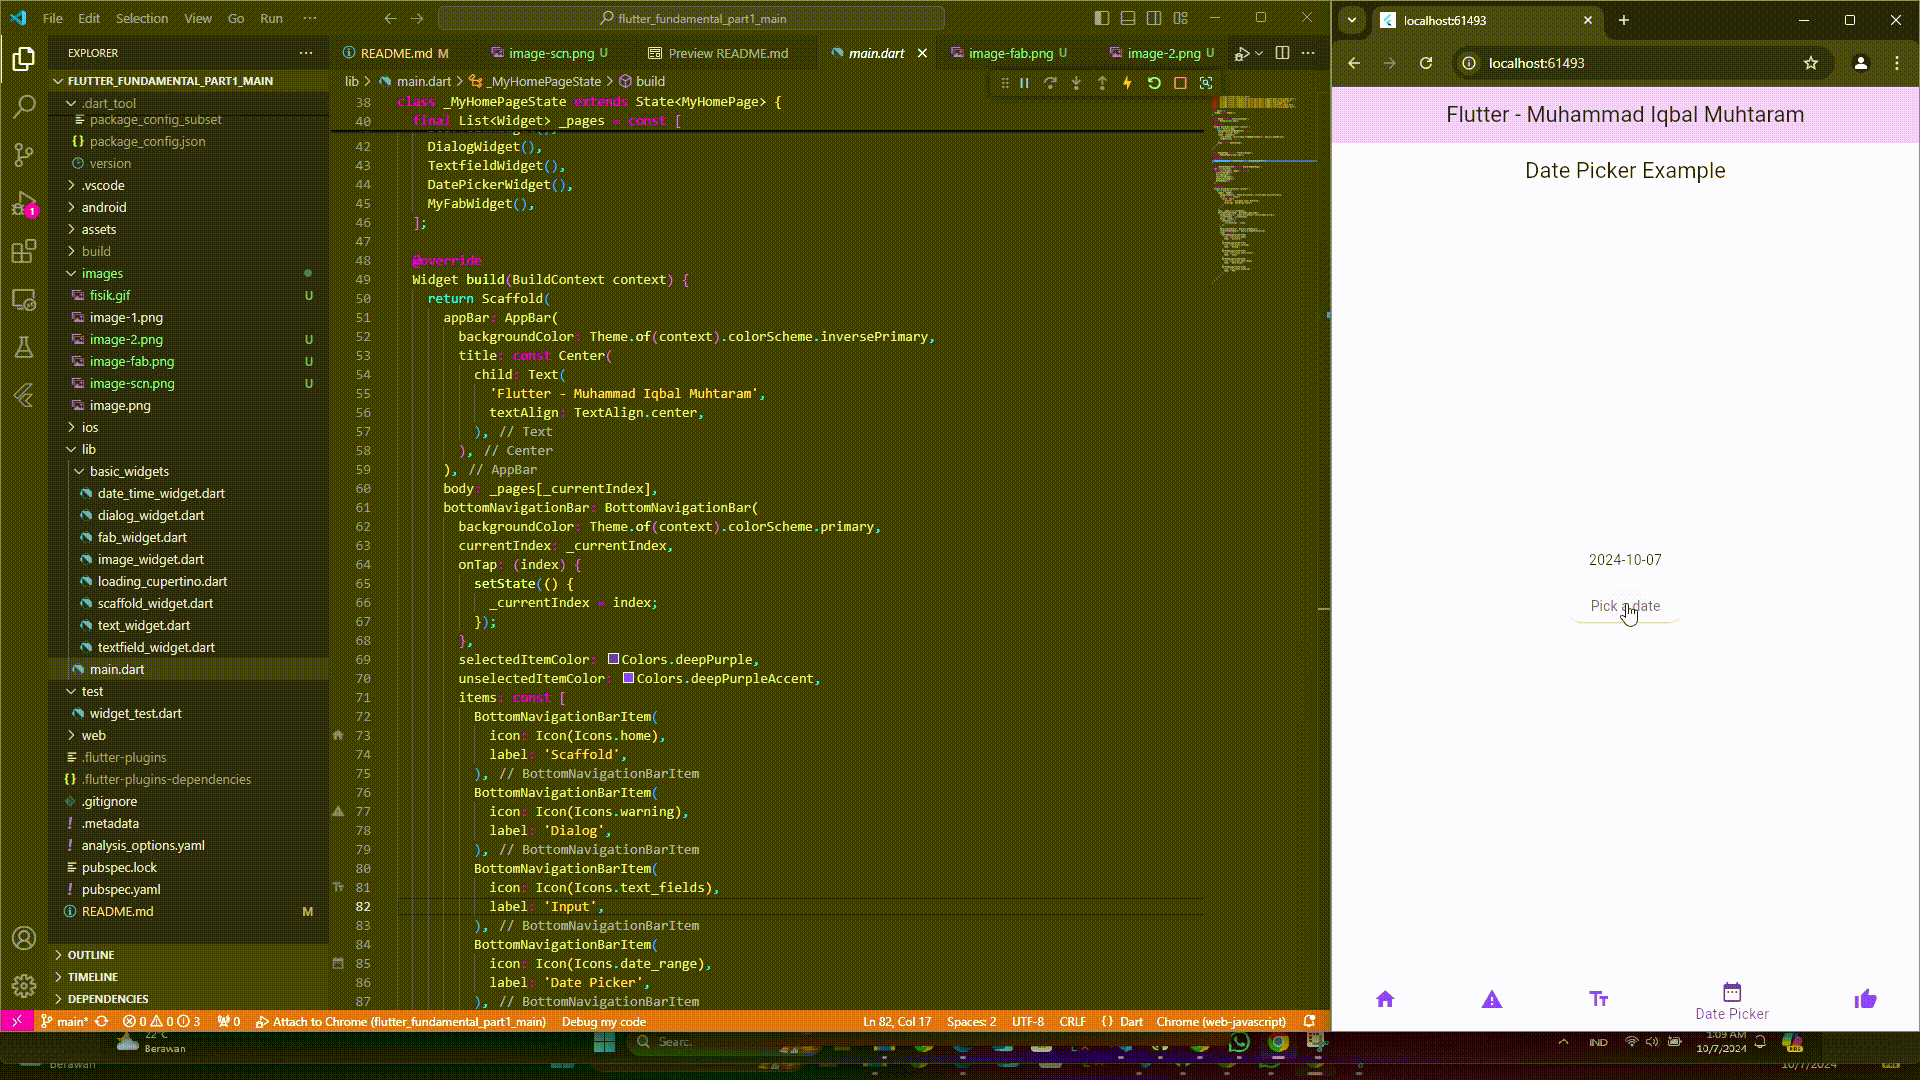 File Edit Selection View Go Run ···
flutter_fundamental_part1_main
EXPLORER
FLUTTER_FUNDAMENTAL_PART1_MAIN
.dart_tool
package_config_subset
package_config.json
version
.vscode
android
assets
build
images
fisik.gif U
image-1.png
image-2.png U
image-fab.png U
image-scn.png U
image.png
ios
lib
basic_widgets
date_time_widget.dart
dialog_widget.dart
fab_widget.dart
image_widget.dart
loading_cupertino.dart
scaffold_widget.dart
text_widget.dart
textfield_widget.dart
main.dart
test
widget_test.dart
web
.flutter-plugins
.flutter-plugins-dependencies
.gitignore
.metadata
analysis_options.yaml
pubspec.lock
pubspec.yaml
README.md M
OUTLINE
TIMELINE
DEPENDENCIES
1
README.md M image-scn.png U Preview README.md main.dart image-fab.png U image-2.png U
lib > main.dart > _MyHomePageState > build
38 class _MyHomePageState extends State<MyHomePage> {
40 final List<Widget> _pages = const [
42 DialogWidget(),
43 TextfieldWidget(),
44 DatePickerWidget(),
45 MyFabWidget(),
46 ];
47
48 @override
49 Widget build(BuildContext context) {
50 return Scaffold(
51 appBar: AppBar(
52 backgroundColor: Theme.of(context).colorScheme.inversePrimary,
53 title: const Center(
54 child: Text(
55 'Flutter - Muhammad Iqbal Muhtaram',
56 textAlign: TextAlign.center,
57 ), // Text
58 ), // Center
59 ), // AppBar
60 body: _pages[_currentIndex],
61 bottomNavigationBar: BottomNavigationBar(
62 backgroundColor: Theme.of(context).colorScheme.primary,
63 currentIndex: _currentIndex,
64 onTap: (index) {
65 setState(() {
66 _currentIndex = index;
67 });
68 },
69 selectedItemColor: Colors.deepPurple,
70 unselectedItemColor: Colors.deepPurpleAccent,
71 items: const [
72 BottomNavigationBarItem(
73 icon: Icon(Icons.home),
74 label: 'Scaffold',
75 ), // BottomNavigationBarItem
76 BottomNavigationBarItem(
77 icon: Icon(Icons.warning),
78 label: 'Dialog',
79 ), // BottomNavigationBarItem
80 BottomNavigationBarItem(
81 icon: Icon(Icons.text_fields),
82 label: 'Input',
83 ), // BottomNavigationBarItem
84 BottomNavigationBarItem(
85 icon: Icon(Icons.date_range),
86 label: 'Date Picker',
87 ), // BottomNavigationBarItem
main* 0 0 3 0 Attach to Chrome (flutter_fundamental_part1_main) Debug my code Ln 82, Col 17 Spaces: 2 UTF-8 CRLF {} Dart Chrome (web-javascript)
localhost:61493
localhost:61493
Flutter - Muhammad Iqbal Muhtaram
Date Picker Example
2024-10-07
Pick a date
Date Picker
22°C
Berawan
IND
1:09 AM
10/7/2024
Berawan
10/7/2024